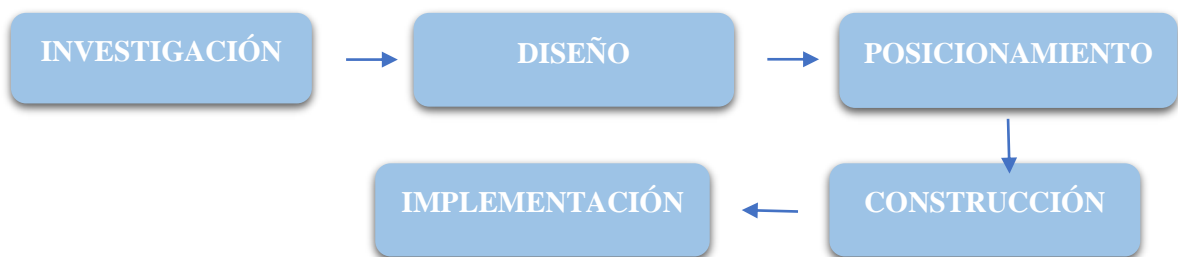 INVESTIGACIÓN
DISEÑO
POSICIONAMIENTO
CONSTRUCCIÓN
IMPLEMENTACIÓN